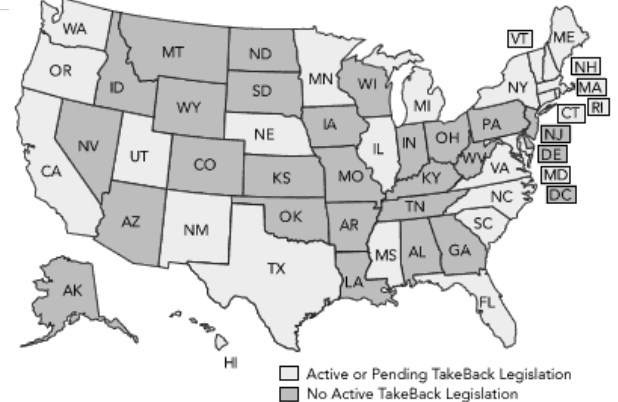 WA
MT
ND
MN
VT
ME
OR
ID
SD
WI
MI
NY
NH
MA
RI
CT
WY
NE
IA
PA
NJ
NV
UT
CO
IL
IN
OH
WV
VA
DE
MD
DC
CA
KS
MO
KY
NC
AZ
NM
OK
AR
TN
SC
TX
MS
AL
GA
LA
FL
AK
HI
Active or Pending TakeBack Legislation
No Active TakeBack Legislation